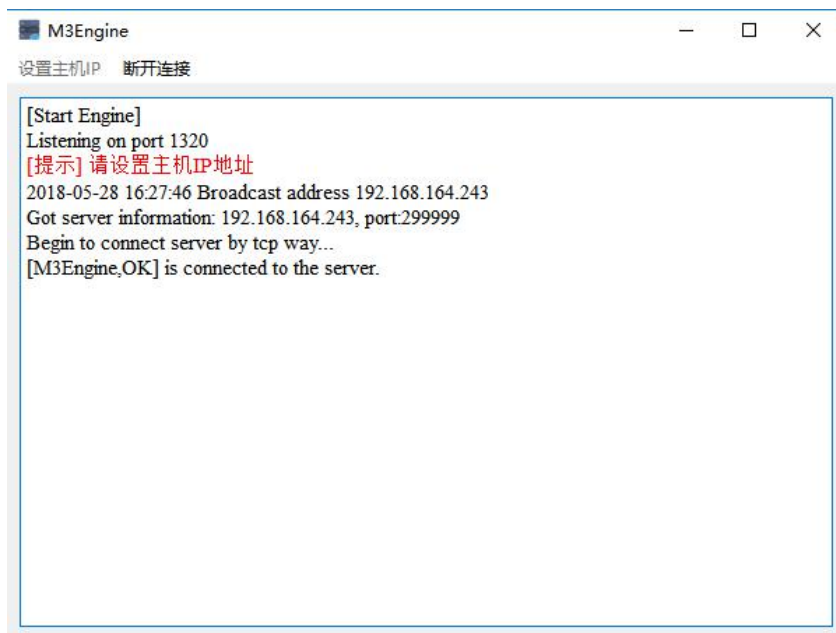 M3Engine
设置主机IP 断开连接
[Start Engine]
Listening on port 1320
[提示] 请设置主机IP地址
2018-05-28 16:27:46 Broadcast address 192.168.164.243
Got server information: 192.168.164.243, port:299999
Begin to connect server by tcp way...
[M3Engine,OK] is connected to the server.